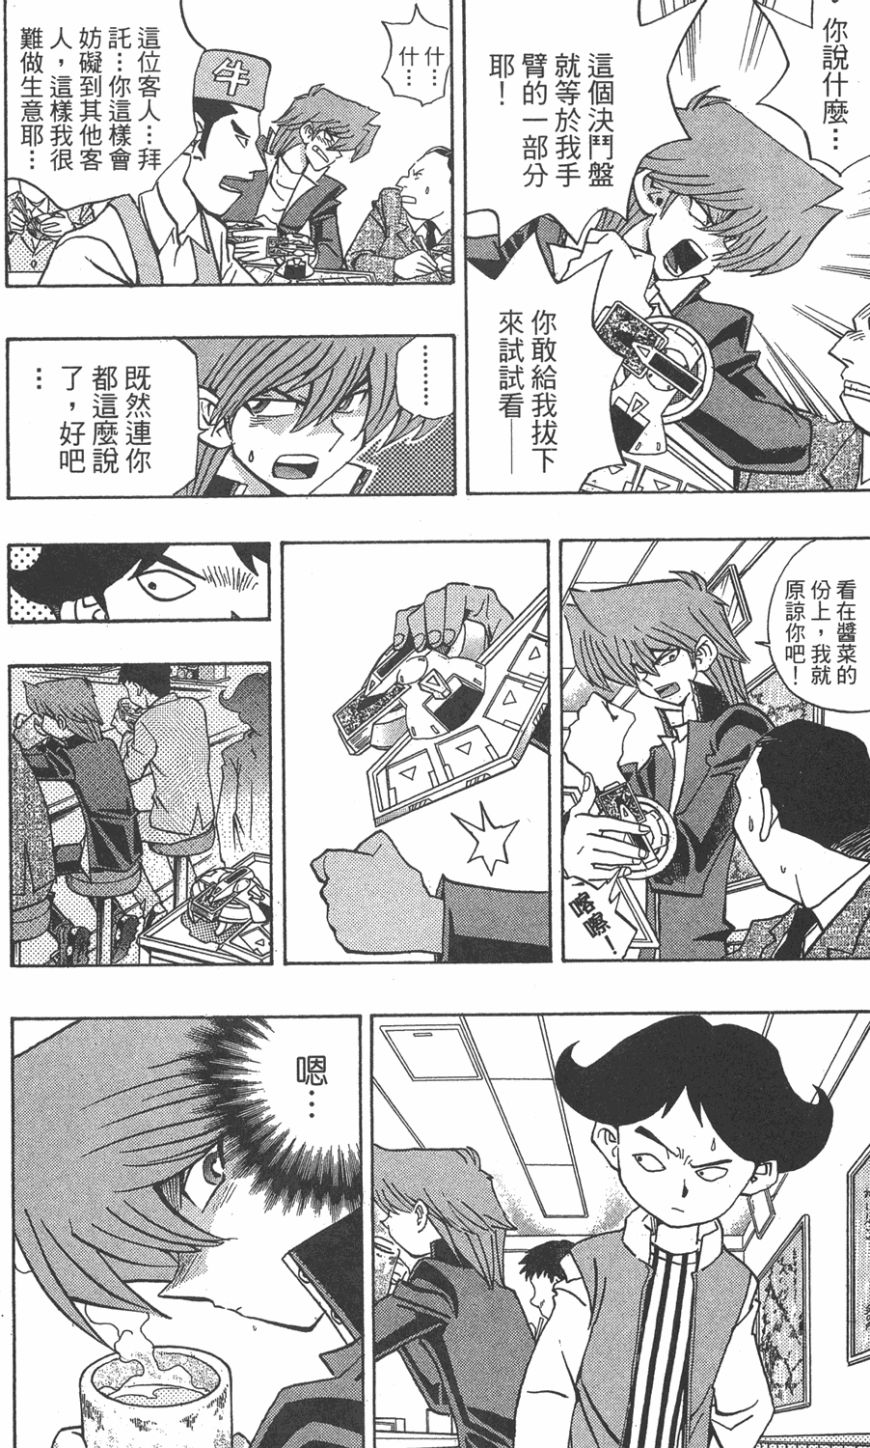 ，你說什麼…
這個決鬥盤
就等於我手
臂的一部分
耶！
你敢給我拔下
來試試看——
什…
什…
這位客人…拜
託…你這樣會
妨礙到其他客
人，這樣我很
難做生意耶…
牛
………
既然連你
都這麼說
了，好吧
…
看在醬菜的
份上，我就
原諒你吧！
喀嚓！
嗯…